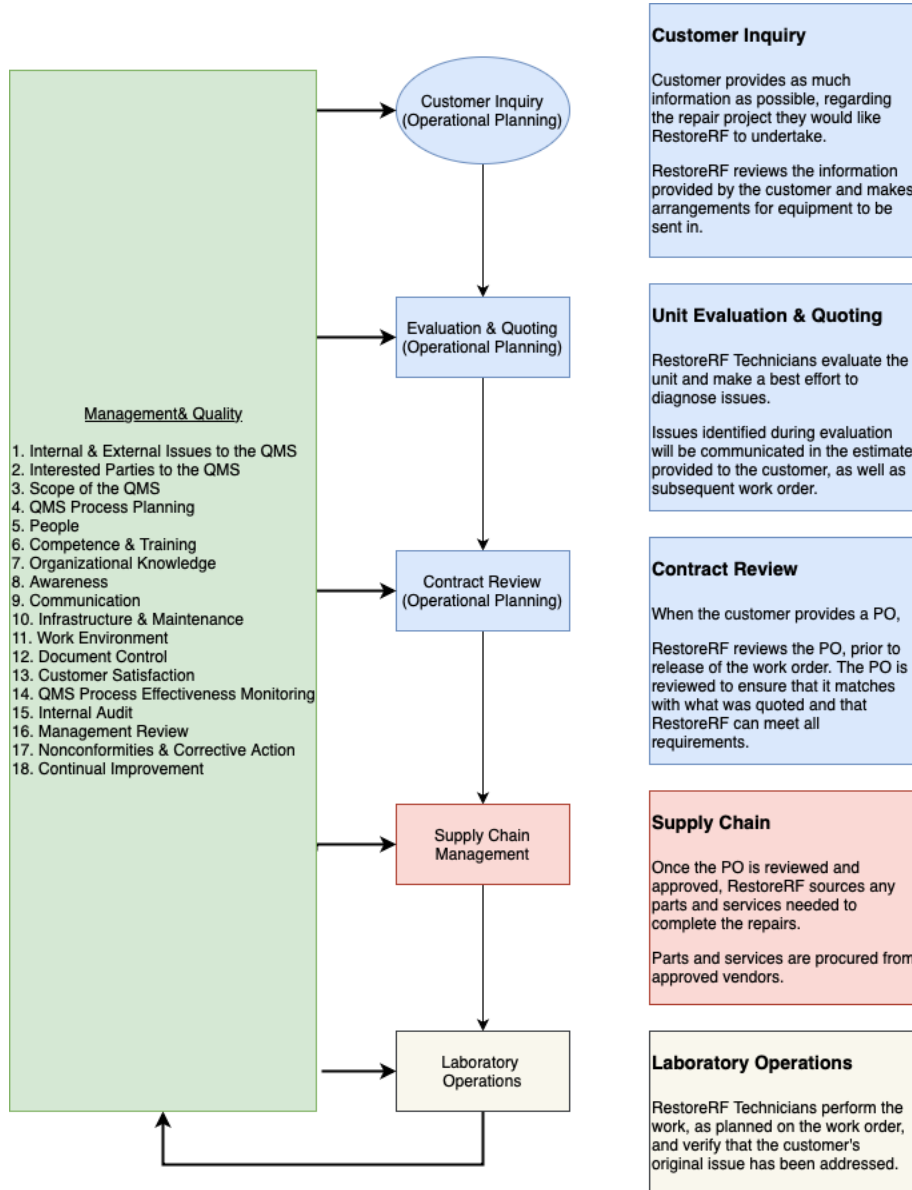 Customer Inquiry
(Operational Planning)
Evaluation & Quoting
(Operational Planning)
Contract Review
(Operational Planning)
Supply Chain
Management
Laboratory
Operations
Management& Quality
1. Internal & External Issues to the QMS
2. Interested Parties to the QMS
3. Scope of the QMS
4. QMS Process Planning
5. People
6. Competence & Training
7. Organizational Knowledge
8. Awareness
9. Communication
10. Infrastructure & Maintenance
11. Work Environment
12. Document Control
13. Customer Satisfaction
14. QMS Process Effectiveness Monitoring
15. Internal Audit
16. Management Review
17. Nonconformities & Corrective Action
18. Continual Improvement
Customer Inquiry
Customer provides as much
information as possible, regarding
the repair project they would like
RestoreRF to undertake.
RestoreRF reviews the information
provided by the customer and makes
arrangements for equipment to be
sent in.
Unit Evaluation & Quoting
RestoreRF Technicians evaluate the
unit and make a best effort to
diagnose issues.
Issues identified during evaluation
will be communicated in the estimate
provided to the customer, as well as
subsequent work order.
Contract Review
When the customer provides a PO,
RestoreRF reviews the PO, prior to
release of the work order. The PO is
reviewed to ensure that it matches
with what was quoted and that
RestoreRF can meet all
requirements.
Supply Chain
Once the PO is reviewed and
approved, RestoreRF sources any
parts and services needed to
complete the repairs.
Parts and services are procured from
approved vendors.
Laboratory Operations
RestoreRF Technicians perform the
work, as planned on the work order,
and verify that the customer's
original issue has been addressed.